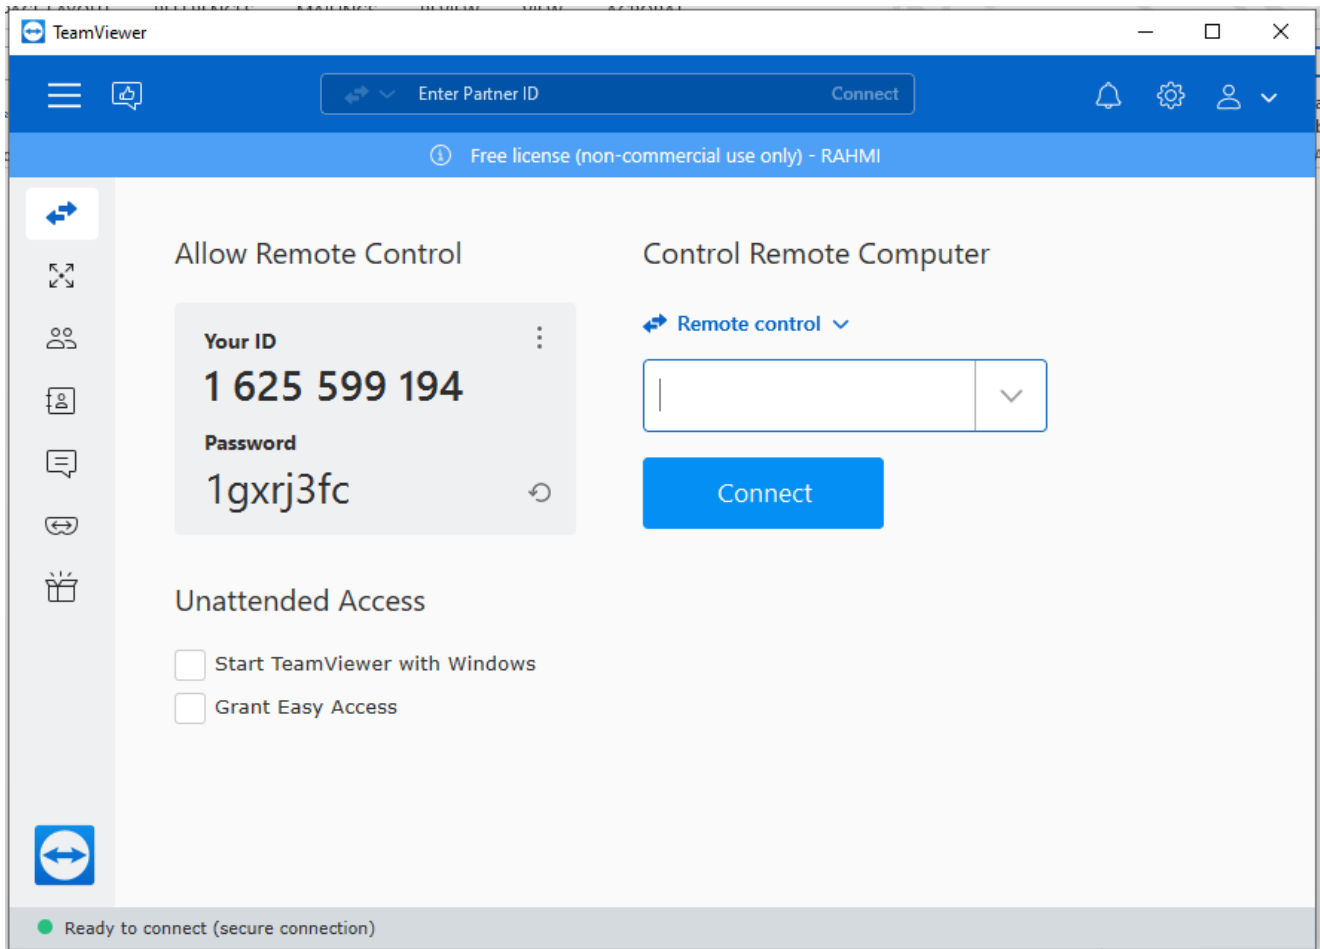 TeamViewer
Enter Partner ID
Connect
Free license (non-commercial use only) - RAHMI
Allow Remote Control
Control Remote Computer
Remote control
Your ID
1 625 599 194
Password
1gxrj3fc
Connect
Unattended Access
Start TeamViewer with Windows
Grant Easy Access
Ready to connect (secure connection)